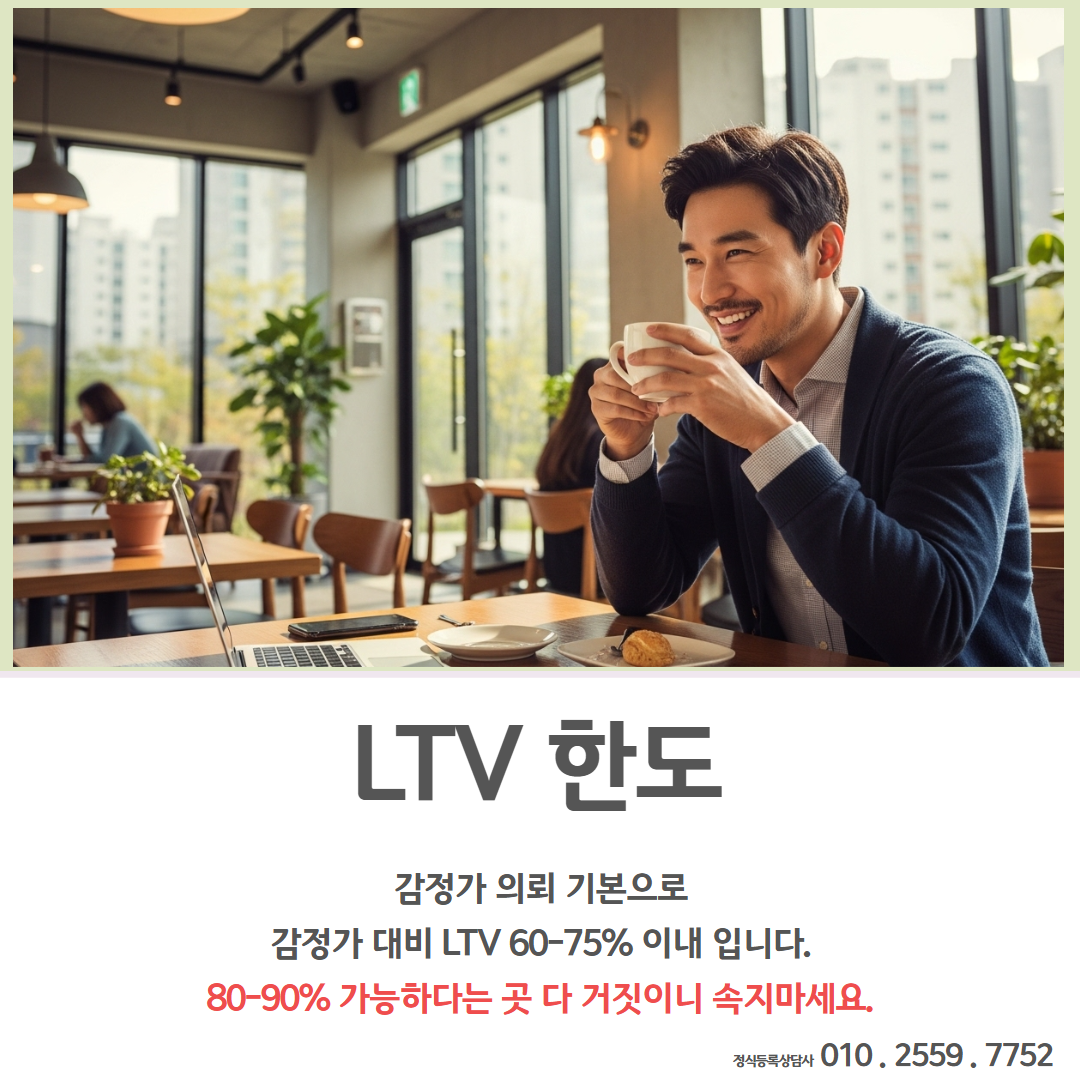 LTV 한도
감정가 의뢰 기본으로
감정가 대비 LTV 60-75% 이내 입니다.
80-90% 가능하다는 곳 다 거짓이니 속지마세요.
정식등록상담사 010 . 2559 . 7752